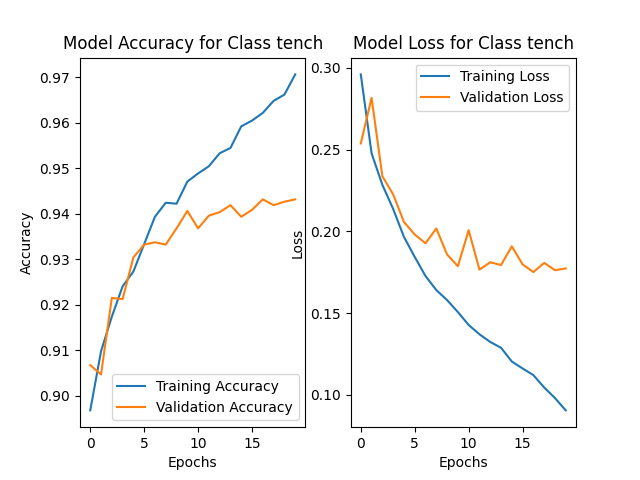 Model Accuracy for Class tench
Accuracy
0.97
0.96
0.95
0.94
0.93
0.92
0.91
0.90
Training Accuracy
Validation Accuracy
0 5 10 15
Epochs
Model Loss for Class tench
Loss
0.30
0.25
0.20
0.15
0.10
Training Loss
Validation Loss
0 5 10 15
Epochs